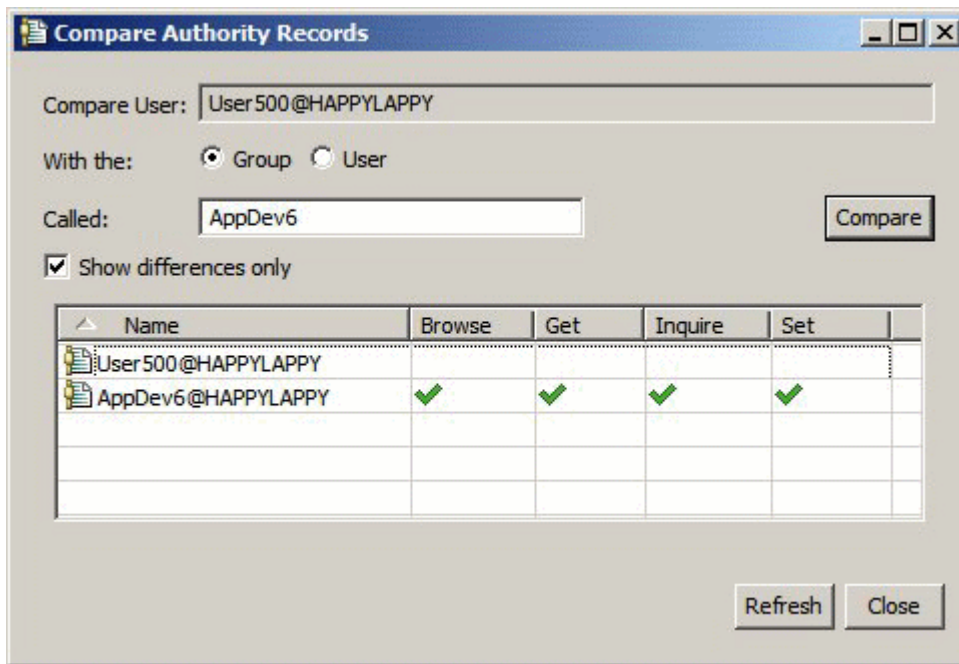 Compare Authority Records
Compare User: User500@HAPPYLAPPY
With the: Group User
Called: AppDev6 Compare
Show differences only
Name Browse Get Inquire Set
User500@HAPPYLAPPY
AppDev6@HAPPYLAPPY
Refresh Close